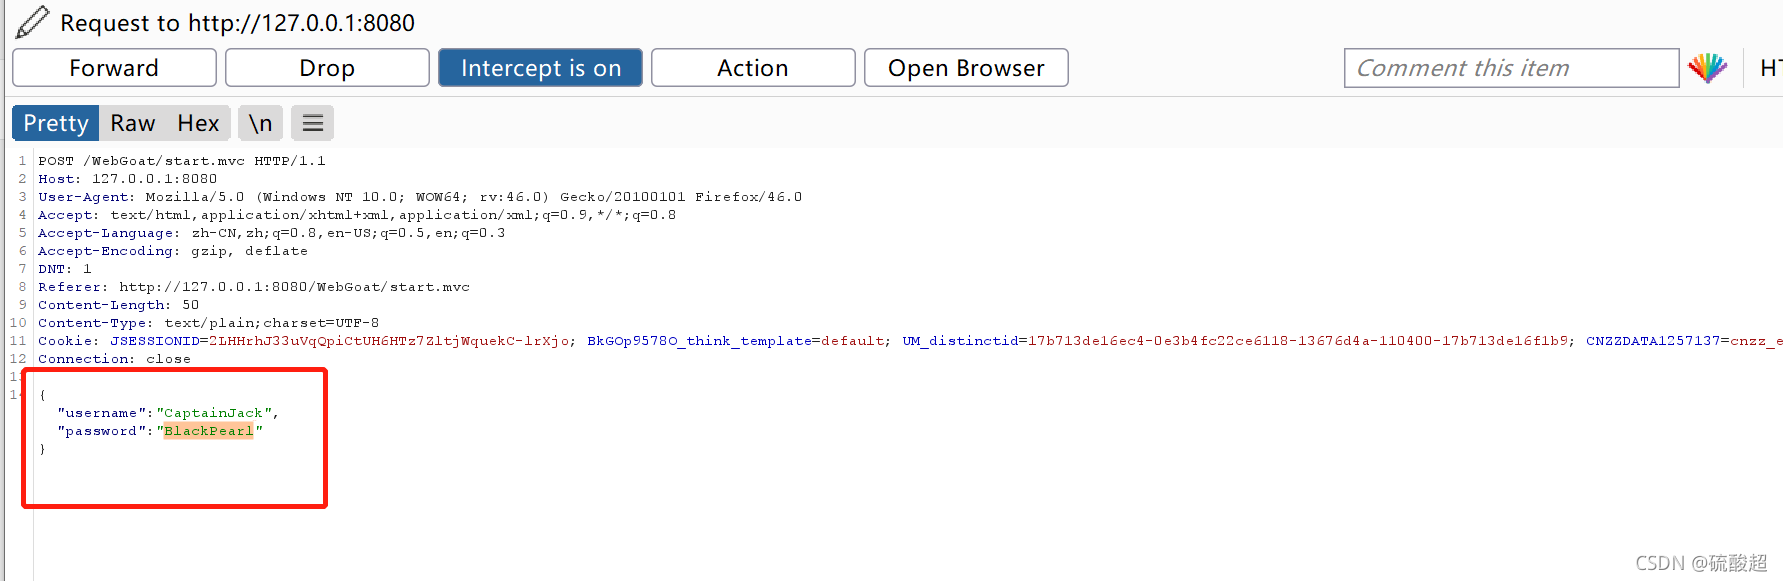 Request to http://127.0.0.1:8080
Forward Drop Intercept is on Action Open Browser Comment this item HT
Pretty Raw Hex \n
1 POST /WebGoat/start.mvc HTTP/1.1
2 Host: 127.0.0.1:8080
3 User-Agent: Mozilla/5.0 (Windows NT 10.0; WOW64; rv:46.0) Gecko/20100101 Firefox/46.0
4 Accept: text/html,application/xhtml+xml,application/xml;q=0.9,*/*;q=0.8
5 Accept-Language: zh-CN,zh;q=0.8,en-US;q=0.5,en;q=0.3
6 Accept-Encoding: gzip, deflate
7 DNT: 1
8 Referer: http://127.0.0.1:8080/WebGoat/start.mvc
9 Content-Length: 50
10 Content-Type: text/plain;charset=UTF-8
11 Cookie: JSESSIONID=2LHHrhJ33uVqQpiCtUH6HTz7ZltjWquekC-lrXjo; BkGOp9578O_think_template=default; UM_distinctid=17b713de16ec4-0e3b4fc22ce6118-13676d4a-110400-17b713de16f1b9; CNZZDATA1257137=cnzz_e
12 Connection: close
13
14 {
"username":"CaptainJack",
"password":"BlackPearl"
}
CSDN @硫酸超